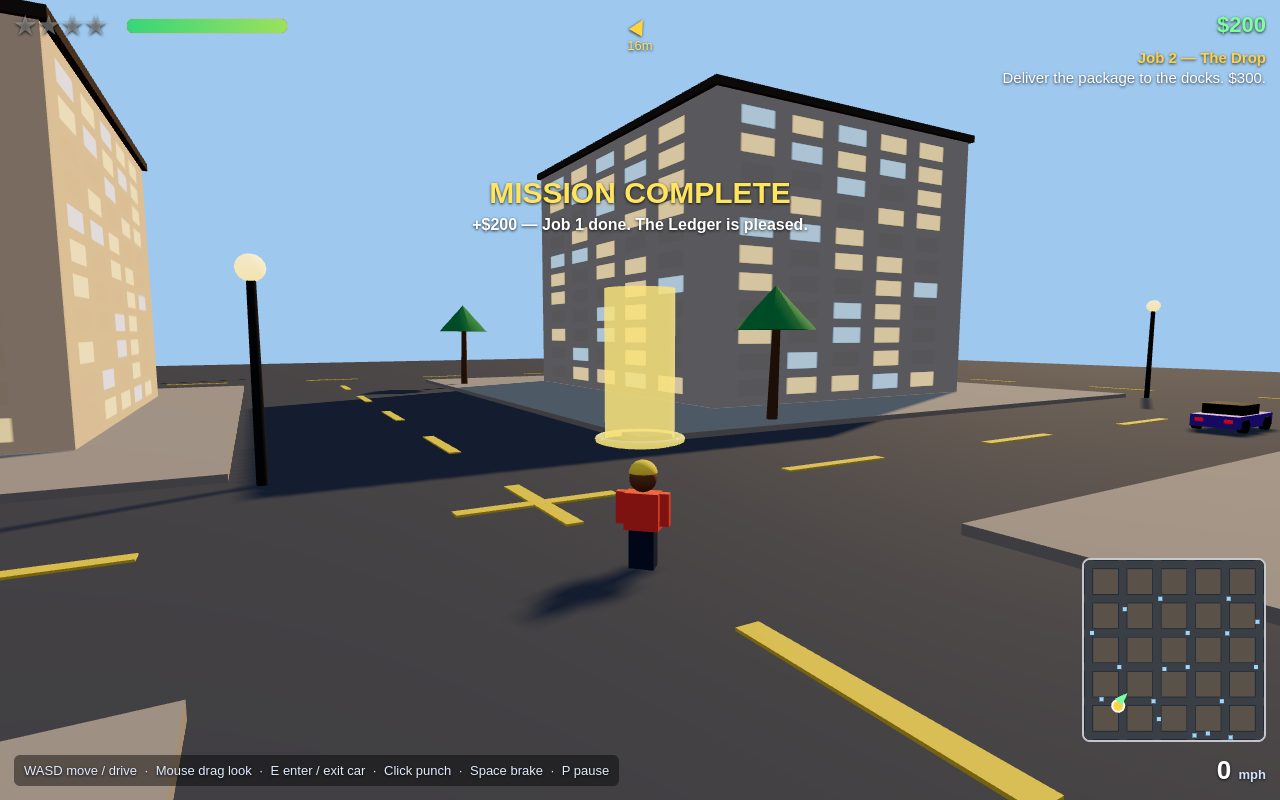 16m
$200
Job 2 — The Drop
Deliver the package to the docks. $300.
MISSION COMPLETE
+$200 — Job 1 done. The Ledger is pleased.
WASD move / drive · Mouse drag look · E enter / exit car · Click punch · Space brake · P pause
0 mph